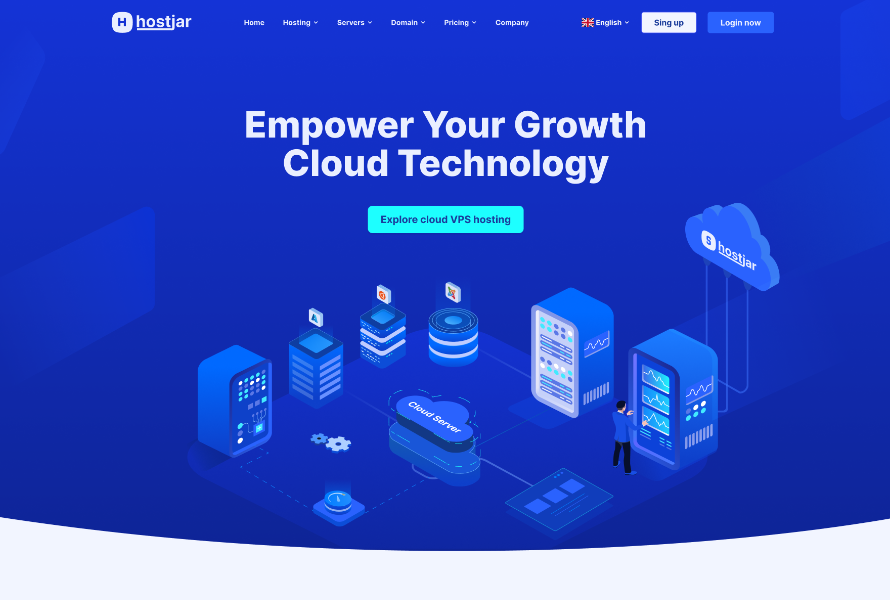 H hostjar
Home Hosting Servers Domain Pricing Company English Sing up Login now
Empower Your Growth
Cloud Technology
Explore cloud VPS hosting
S hostjar
Cloud Server